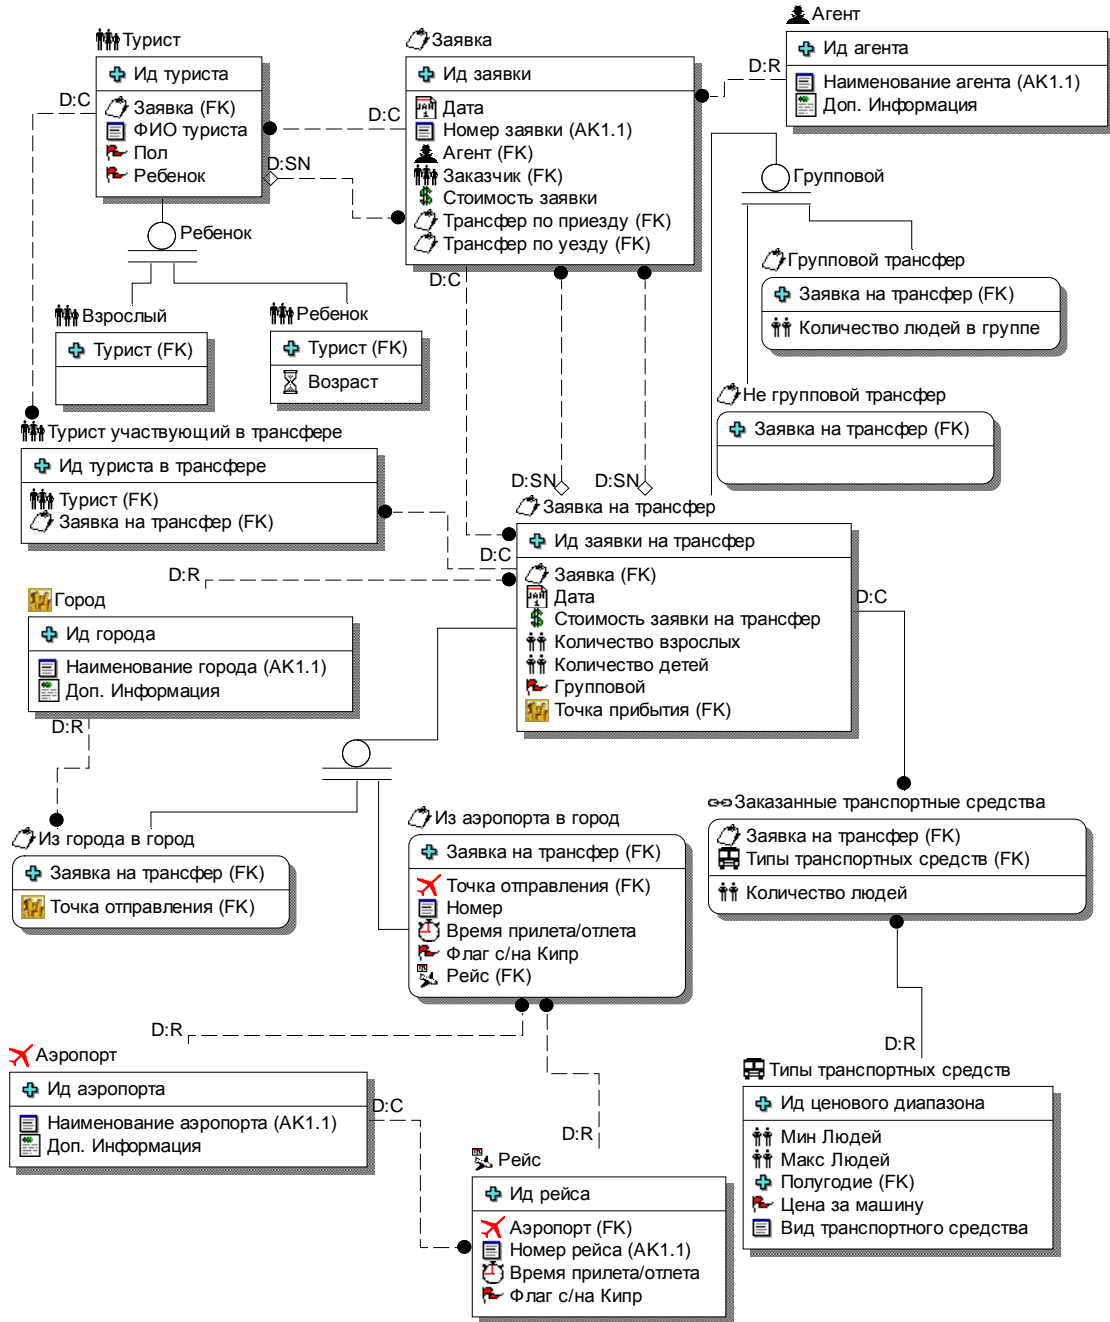 Турист
Ид туриста
Заявка (FK)
ФИО туриста
Пол
Ребенок
D:C
D:C
D:SN
Заявка
Ид заявки
Дата
Номер заявки (AK1.1)
Агент (FK)
Заказчик (FK)
Стоимость заявки
Трансфер по приезду (FK)
Трансфер по уезду (FK)
D:R
Агент
Ид агента
Наименование агента (AK1.1)
Доп. Информация
Групповой
Групповой трансфер
Заявка на трансфер (FK)
Количество людей в группе
Не групповой трансфер
Заявка на трансфер (FK)
Ребенок
Взрослый
Турист (FK)
Ребенок
Турист (FK)
Возраст
D:C
D:SN
D:SN
Турист участвующий в трансфере
Ид туриста в трансфере
Турист (FK)
Заявка на трансфер (FK)
D:C
D:R
Заявка на трансфер
Ид заявки на трансфер
Заявка (FK)
Дата
Стоимость заявки на трансфер
Количество взрослых
Количество детей
Групповой
Точка прибытия (FK)
D:C
Город
Ид города
Наименование города (AK1.1)
Доп. Информация
D:R
Из города в город
Заявка на трансфер (FK)
Точка отправления (FK)
Из аэропорта в город
Заявка на трансфер (FK)
Точка отправления (FK)
Номер
Время прилета/отлета
Флаг с/на Кипр
Рейс (FK)
Заказанные транспортные средства
Заявка на трансфер (FK)
Типы транспортных средств (FK)
Количество людей
D:R
D:R
Аэропорт
Ид аэропорта
Наименование аэропорта (AK1.1)
Доп. Информация
D:C
D:R
Рейс
Ид рейса
Аэропорт (FK)
Номер рейса (AK1.1)
Время прилета/отлета
Флаг с/на Кипр
Типы транспортных средств
Ид ценового диапазона
Мин Людей
Макс Людей
Полугодие (FK)
Цена за машину
Вид транспортного средства